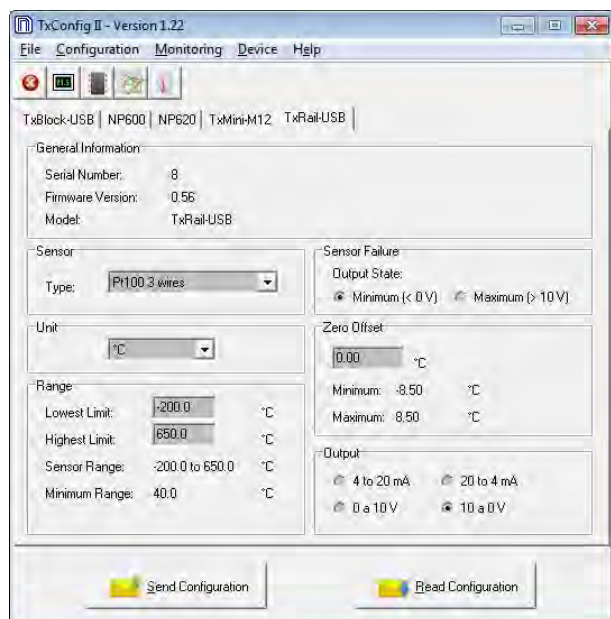 TxConfig II - Version 1.22
File Configuration Monitoring Device Help
TxBlock-USB NP600 NP620 TxMini-M12 TxRail-USB
General Information
Serial Number: 8
Firmware Version: 0.56
Model: TxRail-USB
Sensor
Type: Pt100 3 wires
Sensor Failure
Output State:
Minimum (< 0 V) Maximum (> 10 V)
Unit
°C
Zero Offset
0.00 °C
Minimum: -8.50 °C
Maximum: 8.50 °C
Range
Lowest Limit: -200.0 °C
Highest Limit: 650.0 °C
Sensor Range: -200.0 to 650.0 °C
Minimum Range: 40.0 °C
Output
4 to 20 mA 20 to 4 mA
0 a 10 V 10 a 0 V
Send Configuration Read Configuration